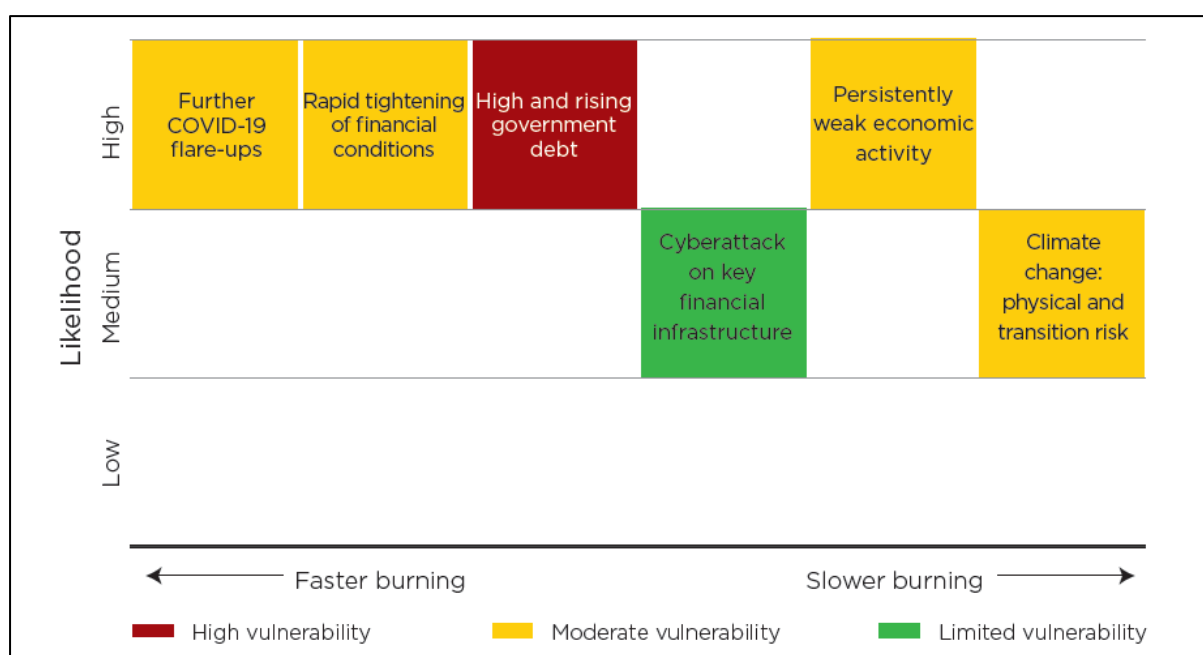 Likelihood
High
Further
COVID-19
flare-ups
Rapid tightening
of financial
conditions
High and rising
government
debt
Persistently
weak economic
activity
Medium
Cyberattack
on key
financial
infrastructure
Climate
change:
physical and
transition risk
Low
Faster burning
Slower burning
High vulnerability
Moderate vulnerability
Limited vulnerability